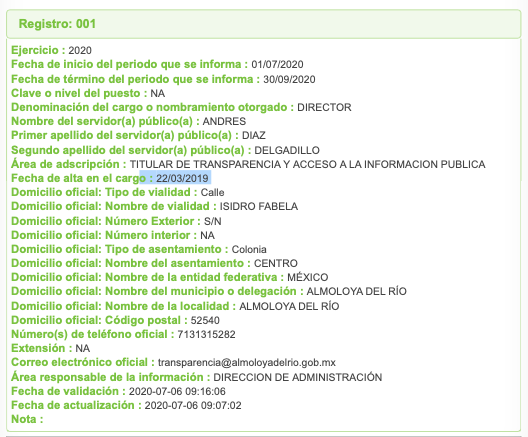 Registro: 001
Ejercicio : 2020
Fecha de inicio del periodo que se informa : 01/07/2020
Fecha de término del periodo que se informa : 30/09/2020
Clave o nivel del puesto : NA
Denominación del cargo o nombramiento otorgado : DIRECTOR
Nombre del servidor(a) público(a) : ANDRES
Primer apellido del servidor(a) público(a) : DIAZ
Segundo apellido del servidor(a) público(a) : DELGADILLO
Área de adscripción : TITULAR DE TRANSPARENCIA Y ACCESO A LA INFORMACION PUBLICA
Fecha de alta en el cargo : 22/03/2019
Domicilio oficial: Tipo de vialidad : Calle
Domicilio oficial: Nombre de vialidad : ISIDRO FABELA
Domicilio oficial: Número Exterior : S/N
Domicilio oficial: Número interior : NA
Domicilio oficial: Tipo de asentamiento : Colonia
Domicilio oficial: Nombre del asentamiento : CENTRO
Domicilio oficial: Nombre de la entidad federativa : MÉXICO
Domicilio oficial: Nombre del municipio o delegación : ALMOLOYA DEL RÍO
Domicilio oficial: Nombre de la localidad : ALMOLOYA DEL RÍO
Domicilio oficial: Código postal : 52540
Número(s) de teléfono oficial : 7131315282
Extensión : NA
Correo electrónico oficial : transparencia@almoloyadelrio.gob.mx
Área responsable de la información : DIRECCION DE ADMINISTRACIÓN
Fecha de validación : 2020-07-06 09:16:06
Fecha de actualización : 2020-07-06 09:07:02
Nota :